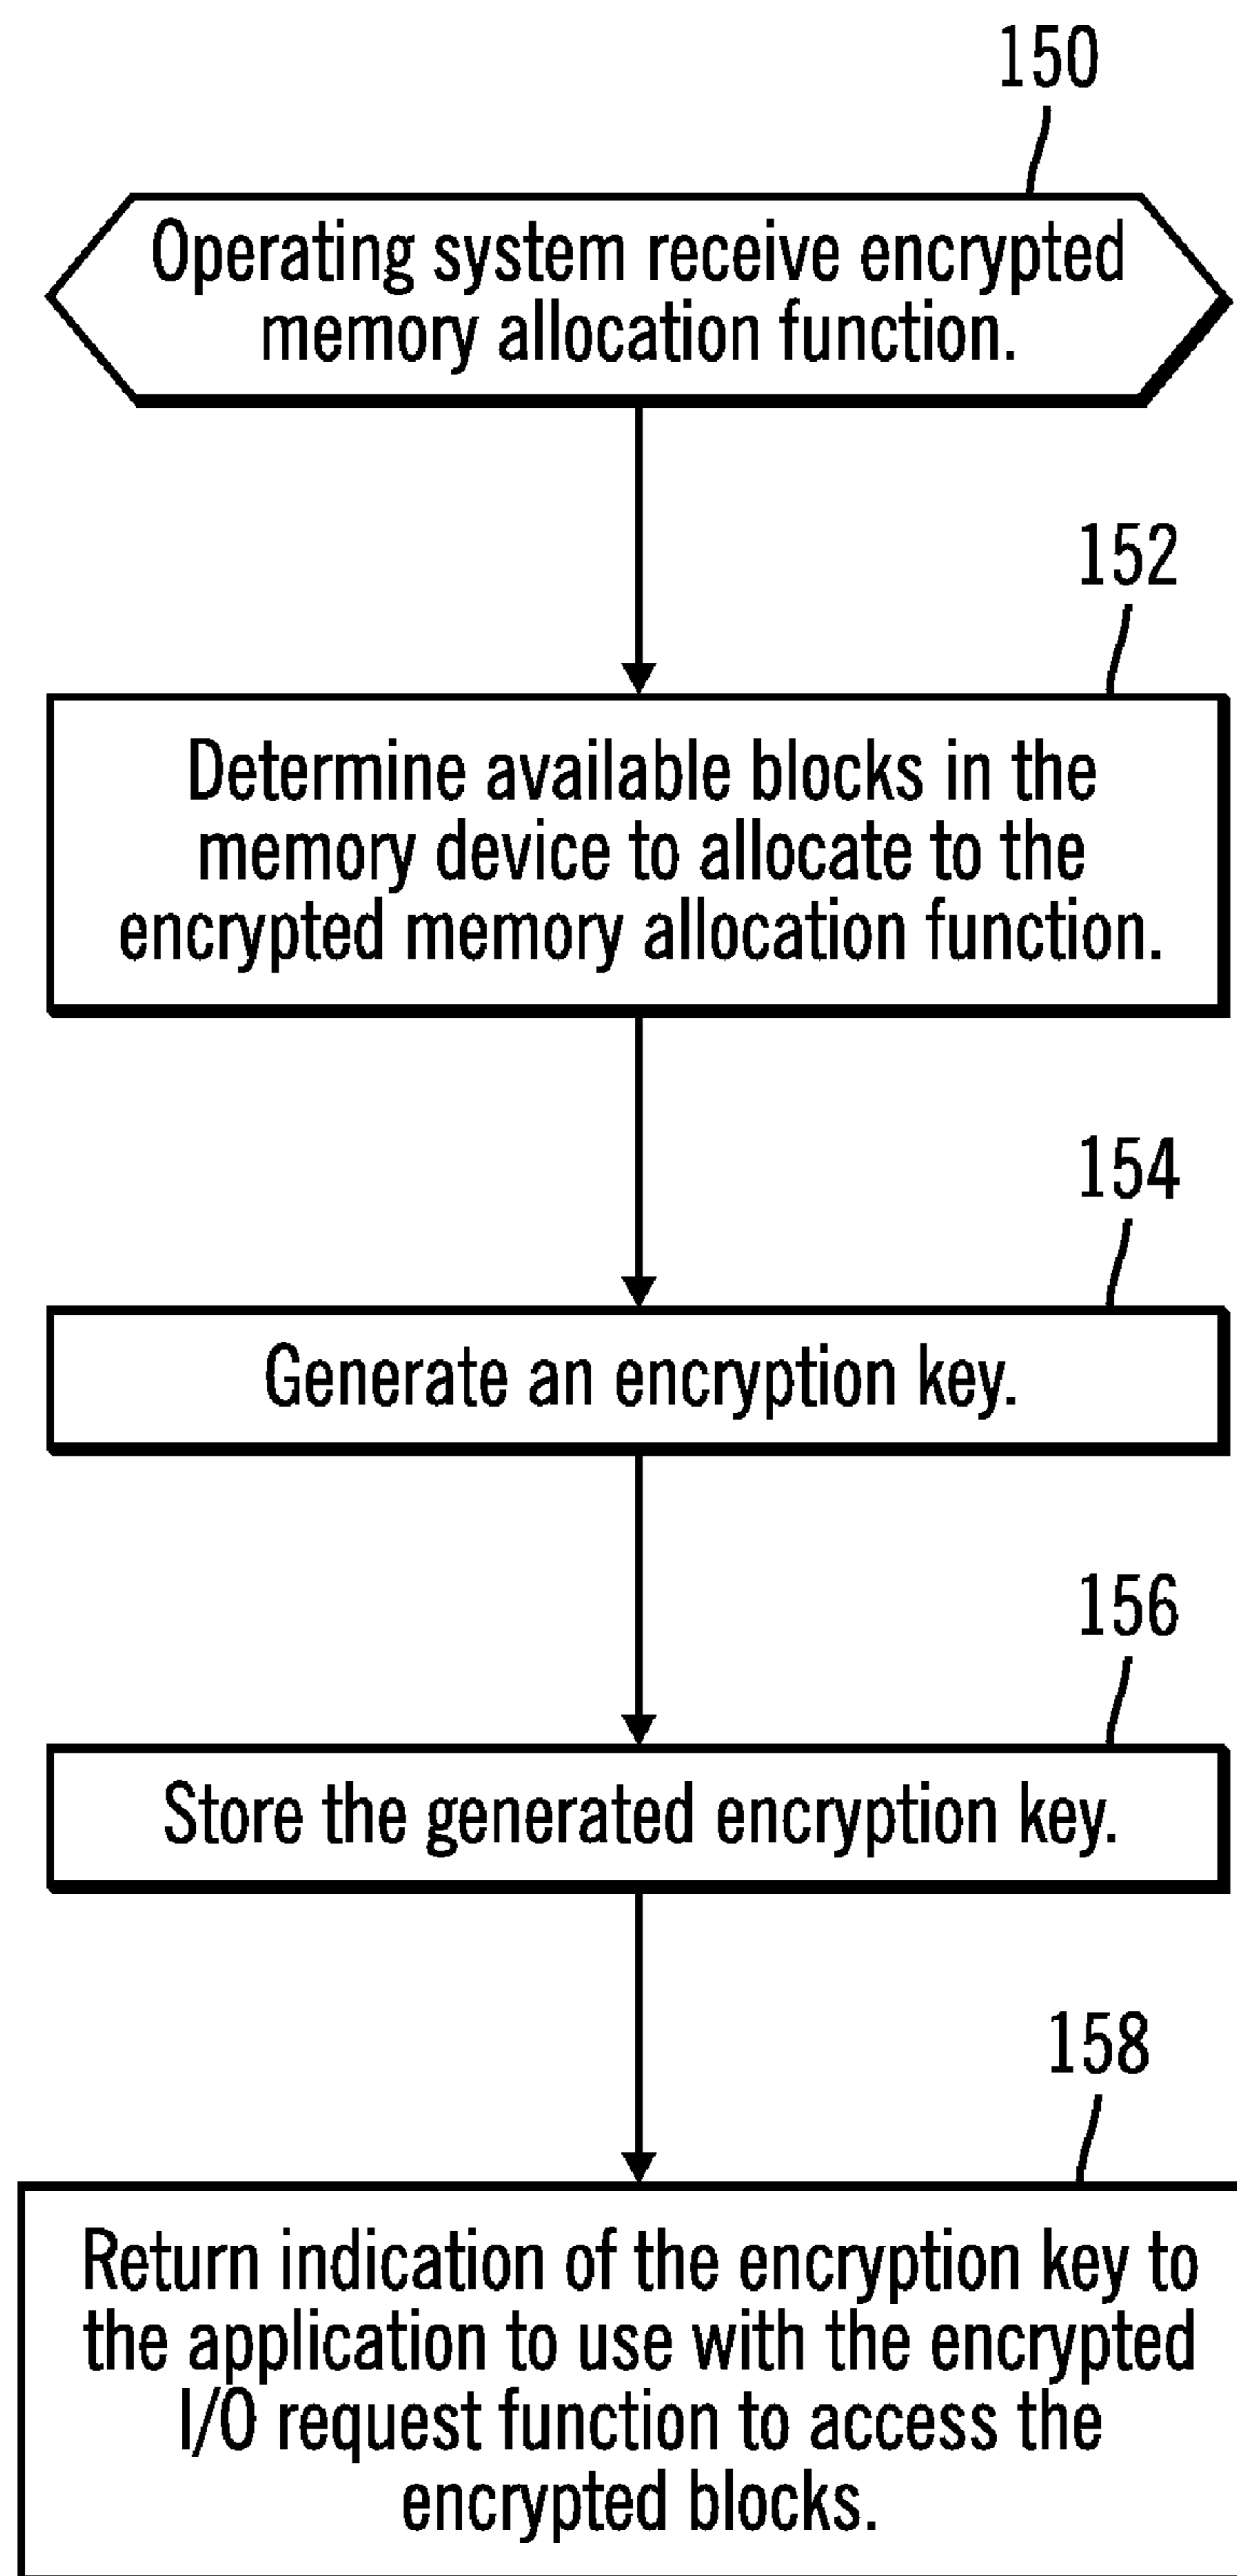 150
Operating system receive encrypted
memory allocation function.
152
Determine available blocks in the
memory device to allocate to the
encrypted memory allocation function.
154
Generate an encryption key.
156
Store the generated encryption key.
158
Return indication of the encryption key to
the application to use with the encrypted
I/O request function to access the
encrypted blocks.